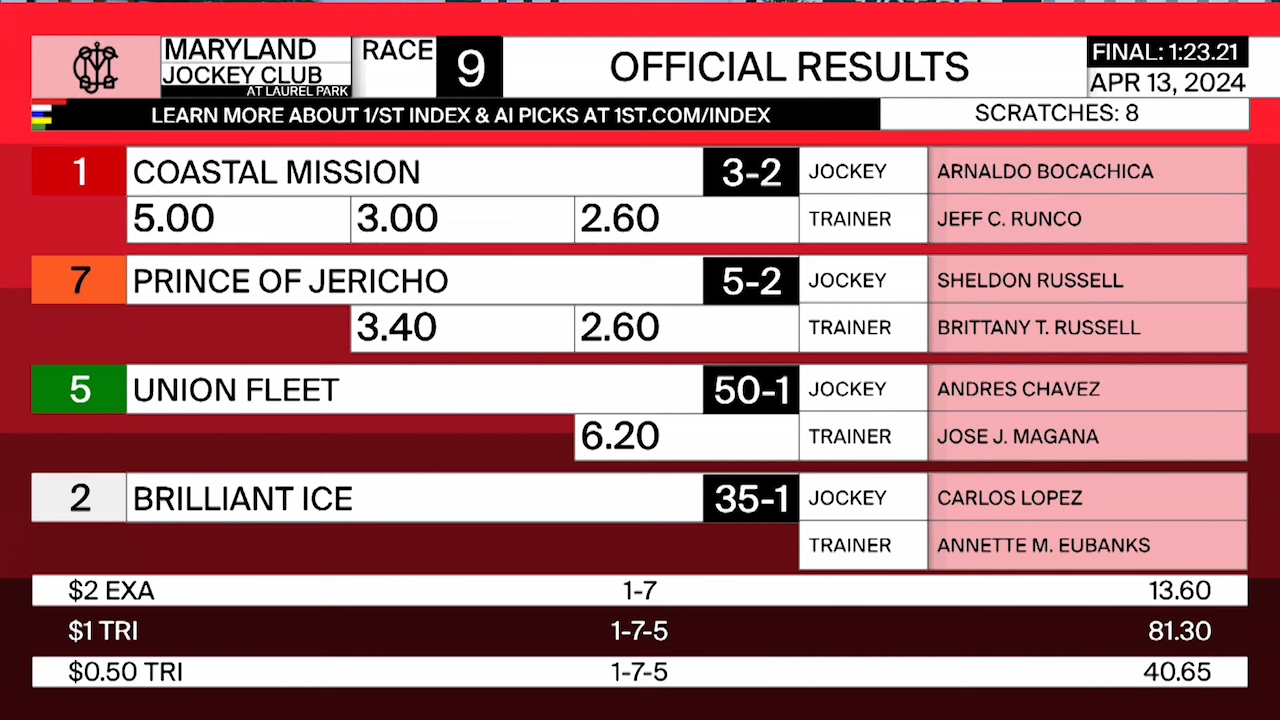 MARYLAND
JOCKEY CLUB
AT LAUREL PARK
RACE 9
OFFICIAL RESULTS
FINAL: 1:23.21
APR 13, 2024
LEARN MORE ABOUT 1/ST INDEX & AI PICKS AT 1ST.COM/INDEX
SCRATCHES: 8
1 COASTAL MISSION 3-2 JOCKEY ARNALDO BOCACHICA
5.00 3.00 2.60 TRAINER JEFF C. RUNCO
7 PRINCE OF JERICHO 5-2 JOCKEY SHELDON RUSSELL
3.40 2.60 TRAINER BRITTANY T. RUSSELL
5 UNION FLEET 50-1 JOCKEY ANDRES CHAVEZ
6.20 TRAINER JOSE J. MAGANA
2 BRILLIANT ICE 35-1 JOCKEY CARLOS LOPEZ
TRAINER ANNETTE M. EUBANKS
$2 EXA 1-7 13.60
$1 TRI 1-7-5 81.30
$0.50 TRI 1-7-5 40.65